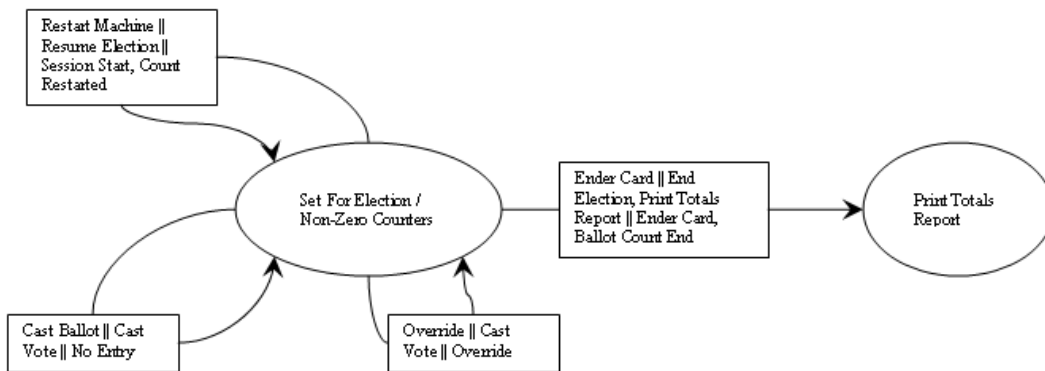 Restart Machine ||
Resume Election ||
Session Start, Count
Restarted
Set For Election /
Non-Zero Counters
Ender Card || End
Election, Print Totals
Report || Ender Card,
Ballot Count End
Print Totals
Report
Cast Ballot || Cast
Vote || No Entry
Override || Cast
Vote || Override